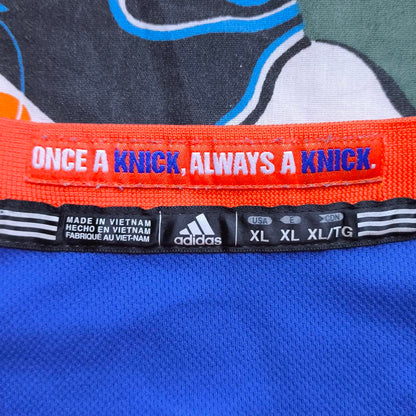 ONCE A KNICK, ALWAYS A KNICK.
MADE IN VIETNAM
HECHO EN VIETNAM
FABRIQUÉ AU VIET-NAM
adidas
USA E CDN
XL XL XL/TG